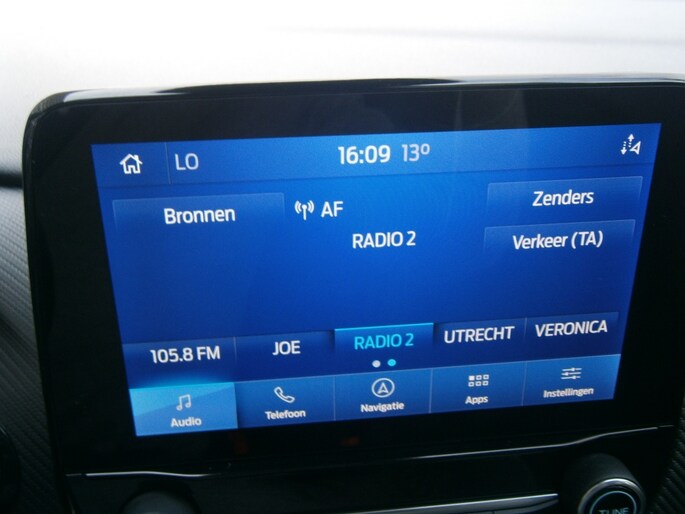 LO 16:09 13°
Bronnen AF Zenders
RADIO 2 Verkeer (TA)
105.8 FM JOE RADIO 2 UTRECHT VERONICA
Audio Telefoon Navigatie Apps Instellingen
TUNE